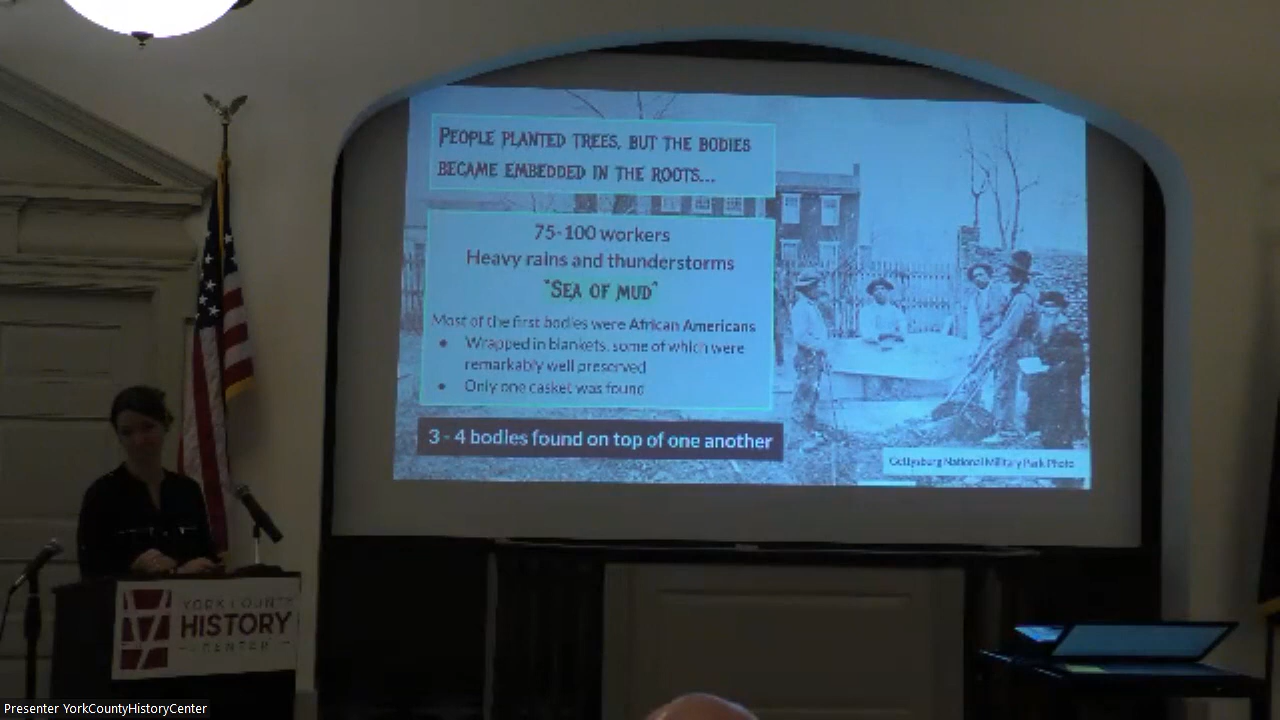 PEOPLE PLANTED TREES, BUT THE BODIES
BECAME EMBEDDED IN THE ROOTS...
75-100 workers
Heavy rains and thunderstorms
"SEA OF MUD"
Most of the first bodies were African Americans
• Wrapped in blankets, some of which were
remarkably well preserved
• Only one casket was found
3 - 4 bodies found on top of one another
Gettysburg National Military Park Photo
YORK COUNTY
HISTORY
CENTER
Presenter YorkCountyHistoryCenter